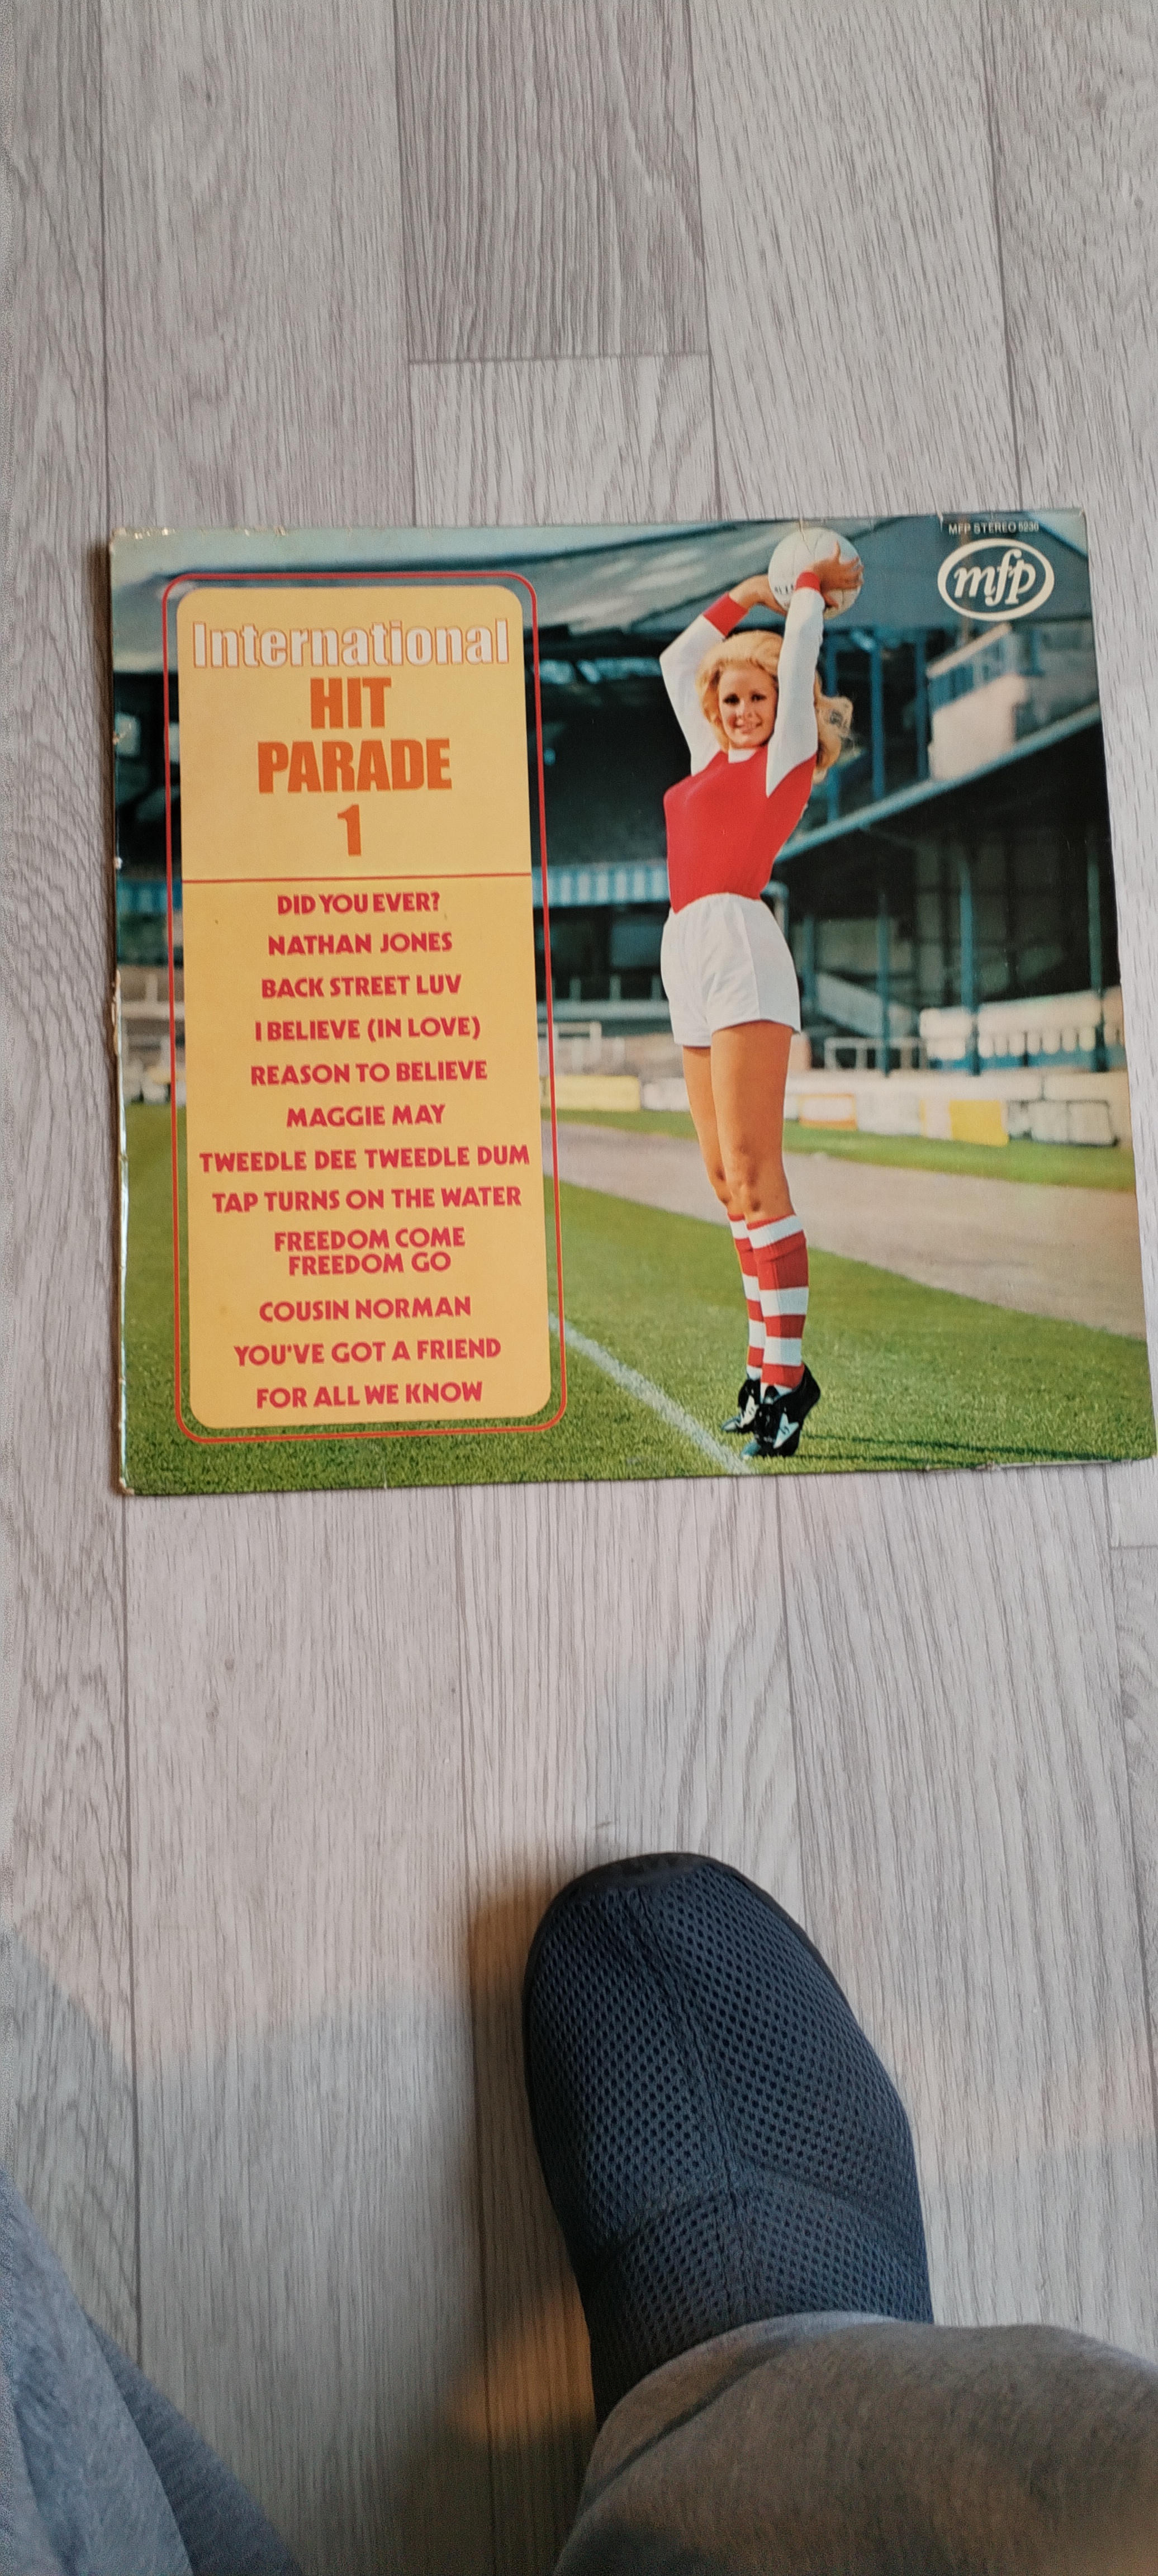 MFP STEREO 5236
mfp
International
HIT
PARADE
1
DID YOU EVER?
NATHAN JONES
BACK STREET LUV
I BELIEVE (IN LOVE)
REASON TO BELIEVE
MAGGIE MAY
TWEEDLE DEE TWEEDLE DUM
TAP TURNS ON THE WATER
FREEDOM COME
FREEDOM GO
COUSIN NORMAN
YOU'VE GOT A FRIEND
FOR ALL WE KNOW